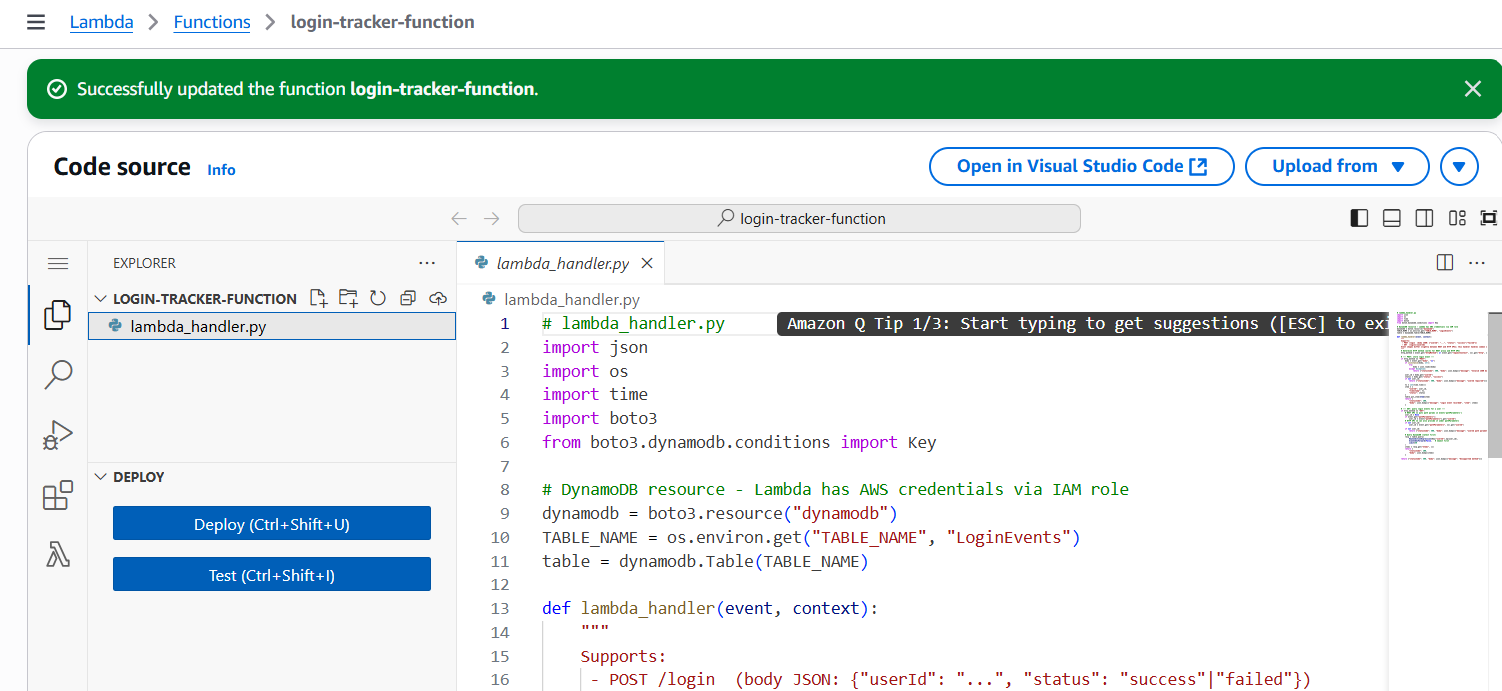 Lambda > Functions > login-tracker-function
Successfully updated the function login-tracker-function.
Code source Info
Open in Visual Studio Code
Upload from
login-tracker-function
EXPLORER
LOGIN-TRACKER-FUNCTION
lambda_handler.py
DEPLOY
Deploy (Ctrl+Shift+U)
Test (Ctrl+Shift+I)
lambda_handler.py
lambda_handler.py
1 # lambda_handler.py
Amazon Q Tip 1/3: Start typing to get suggestions ([ESC] to exi
2 import json
3 import os
4 import time
5 import boto3
6 from boto3.dynamodb.conditions import Key
7
8 # DynamoDB resource - Lambda has AWS credentials via IAM role
9 dynamodb = boto3.resource("dynamodb")
10 TABLE_NAME = os.environ.get("TABLE_NAME", "LoginEvents")
11 table = dynamodb.Table(TABLE_NAME)
12
13 def lambda_handler(event, context):
14 """
15 Supports:
16 - POST /login (body JSON: {"userId": "...", "status": "success"|"failed"})